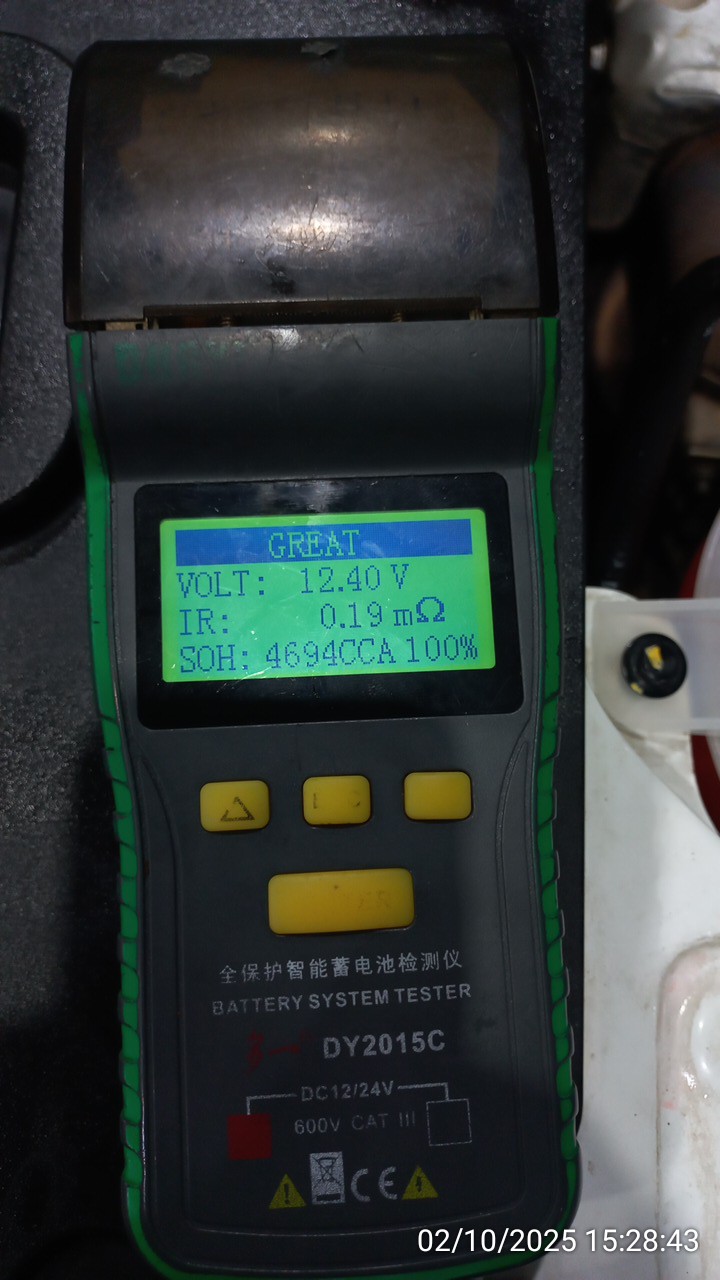 GREAT
VOLT: 12.40 V
IR: 0.19 mΩ
SOH: 4694CCA 100%
全保护智能蓄电池检测仪
BATTERY SYSTEM TESTER
DY2015C
DC12/24V
600V CAT III
CE
02/10/2025 15:28:43